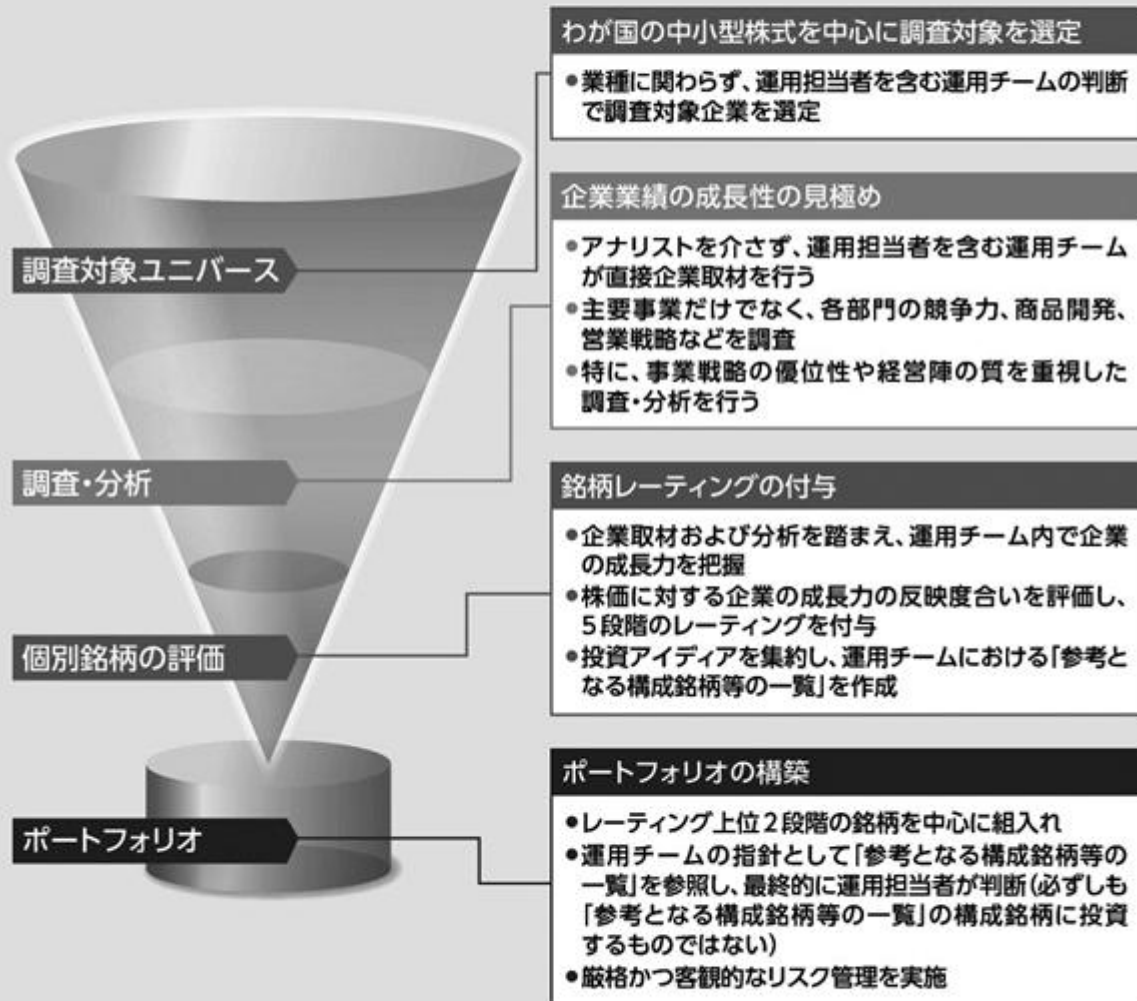 わが国の中小型株式を中心に調査対象を選定
●業種に関わらず、運用担当者を含む運用チームの判断
で調査対象企業を選定
調査対象ユニバース
企業業績の成長性の見極め
●アナリストを介さず、運用担当者を含む運用チーム
が直接企業取材を行う
●主要事業だけでなく、各部門の競争力、商品開発、
営業戦略などを調査
●特に、事業戦略の優位性や経営陣の質を重視した
調査・分析を行う
調査・分析
銘柄レーティングの付与
●企業取材および分析を踏まえ、運用チーム内で企業
の成長力を把握
●株価に対する企業の成長力の反映度合いを評価し、
5段階のレーティングを付与
●投資アイディアを集約し、運用チームにおける「参考と
なる構成銘柄等の一覧」を作成
個別銘柄の評価
ポートフォリオの構築
●レーティング上位2段階の銘柄を中心に組入れ
●運用チームの指針として「参考となる構成銘柄等の
一覧」を参照し、最終的に運用担当者が判断(必ずしも
「参考となる構成銘柄等の一覧」の構成銘柄に投資
するものではない)
●厳格かつ客観的なリスク管理を実施
ポートフォリオ